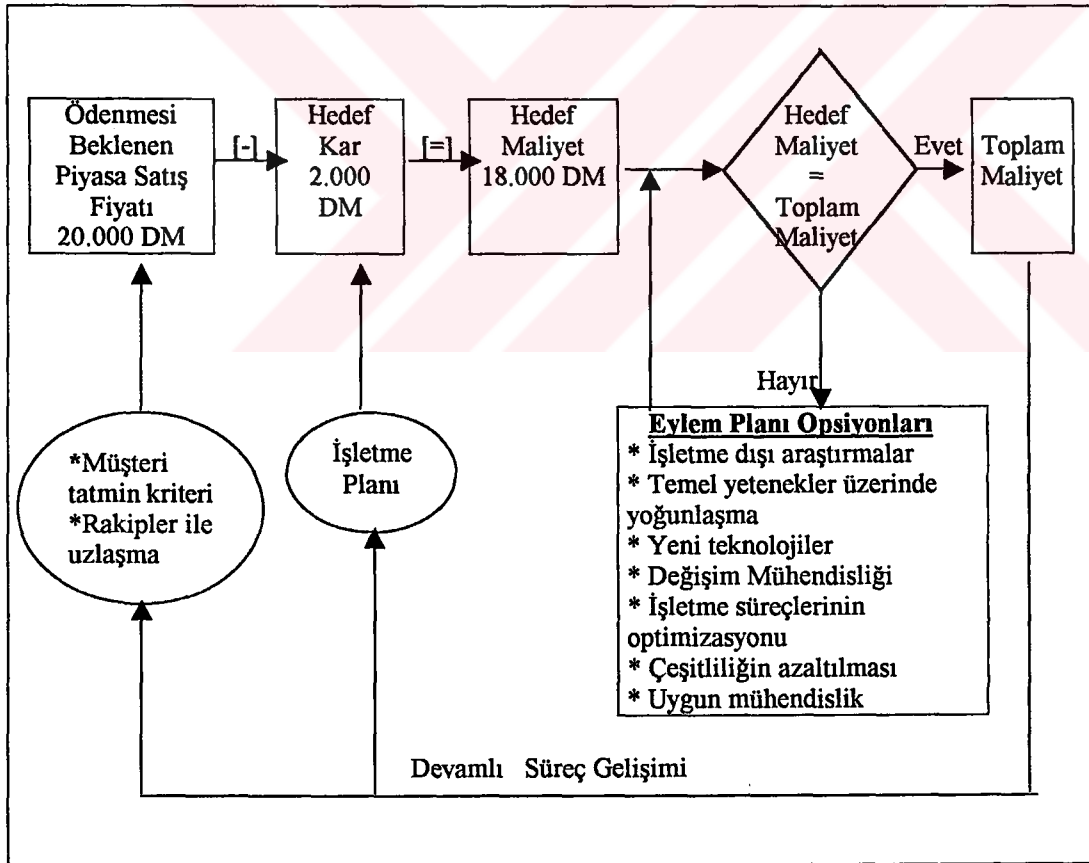 Ödenmesi
Beklenen
Piyasa Satış
Fiyatı
20.000 DM
[-]
Hedef
Kar
2.000
DM
[=]
Hedef
Maliyet
18.000 DM
Hedef
Maliyet
=
Toplam
Maliyet
Evet
Toplam
Maliyet
Hayır
*Müşteri
tatmin kriteri
*Rakipler ile
uzlaşma
İşletme
Planı
Eylem Planı Opsiyonları
* İşletme dışı araştırmalar
* Temel yetenekler üzerinde
yoğunlaşma
* Yeni teknolojiler
* Değişim Mühendisliği
* İşletme süreçlerinin
optimizasyonu
* Çeşitliliğin azaltılması
* Uygun mühendislik
Devamlı Süreç Gelişimi